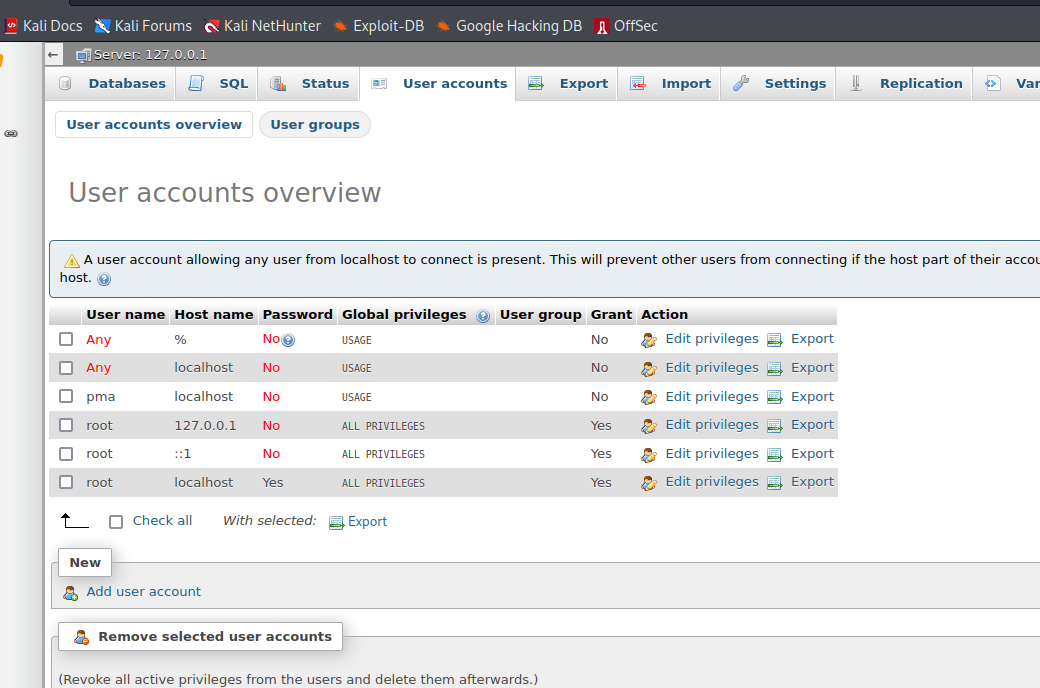 Kali Docs Kali Forums Kali NetHunter Exploit-DB Google Hacking DB OffSec
← Server: 127.0.0.1
Databases SQL Status User accounts Export Import Settings Replication Var
User accounts overview User groups
User accounts overview
A user account allowing any user from localhost to connect is present. This will prevent other users from connecting if the host part of their accou
host.
User name Host name Password Global privileges User group Grant Action
Any % No USAGE No Edit privileges Export
Any localhost No USAGE No Edit privileges Export
pma localhost No USAGE No Edit privileges Export
root 127.0.0.1 No ALL PRIVILEGES Yes Edit privileges Export
root ::1 No ALL PRIVILEGES Yes Edit privileges Export
root localhost Yes ALL PRIVILEGES Yes Edit privileges Export
Check all With selected: Export
New
Add user account
Remove selected user accounts
(Revoke all active privileges from the users and delete them afterwards.)